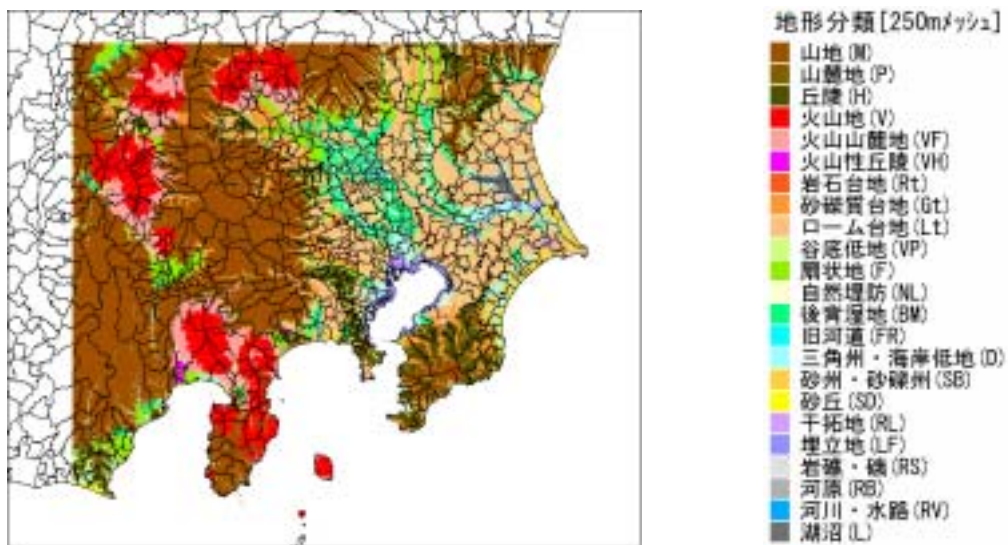 地形分類[250mメッシュ]
山地(M)
山麓地(P)
丘陵(H)
火山地(V)
火山山麓地(VF)
火山性丘陵(VH)
岩石台地(Rt)
砂礫質台地(Gt)
ローム台地(Lt)
谷底低地(VP)
扇状地(F)
自然堤防(NL)
後背湿地(BM)
旧河道(FR)
三角州・海岸低地(D)
砂州・砂礫州(SB)
砂丘(SD)
干拓地(RL)
埋立地(LF)
岩礁・磯(RS)
河原(RB)
河川・水路(RV)
湖沼(L)